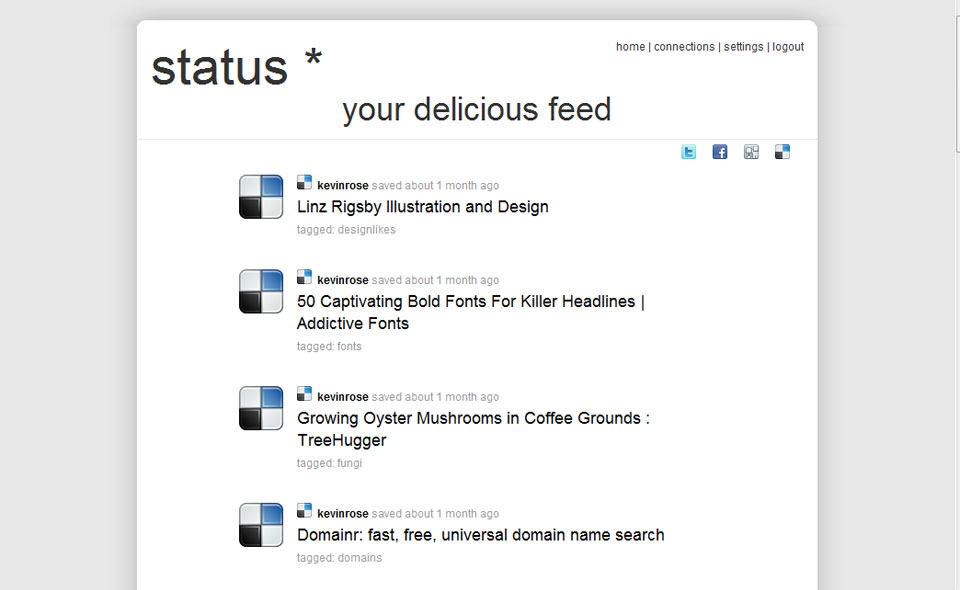 status *
home | connections | settings | logout
your delicious feed
kevinrose saved about 1 month ago
Linz Rigsby Illustration and Design
tagged: designlikes
kevinrose saved about 1 month ago
50 Captivating Bold Fonts For Killer Headlines |
Addictive Fonts
tagged: fonts
kevinrose saved about 1 month ago
Growing Oyster Mushrooms in Coffee Grounds :
TreeHugger
tagged: fungi
kevinrose saved about 1 month ago
Domainr: fast, free, universal domain name search
tagged: domains